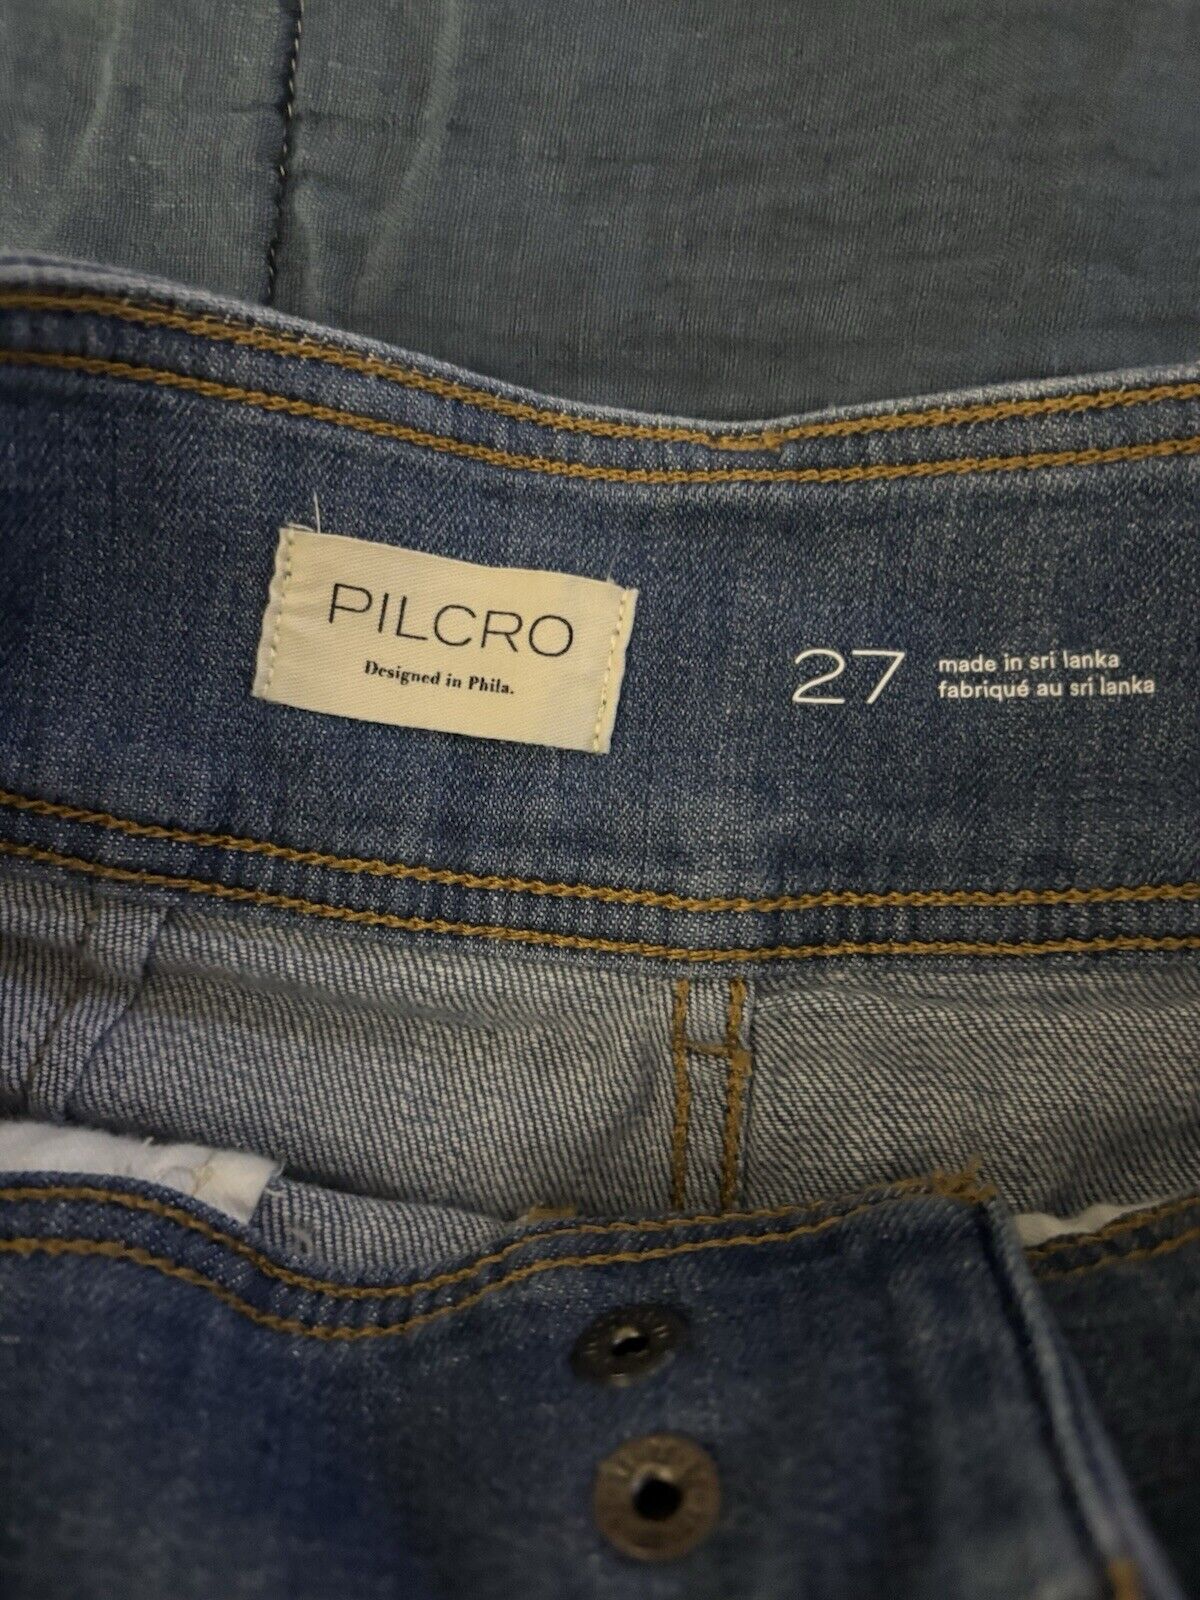 PILCRO
Designed in Phila.
27
made in sri lanka
fabriqué au sri lanka